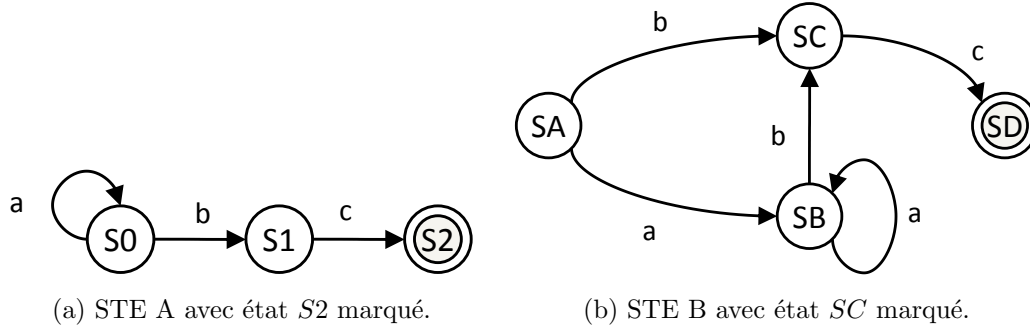 b
SC
c
SA
SD
b
a
b
c
a
S0
S1
S2
SB
a
a
(a) STE A avec état S2 marqué.
(b) STE B avec état SC marqué.